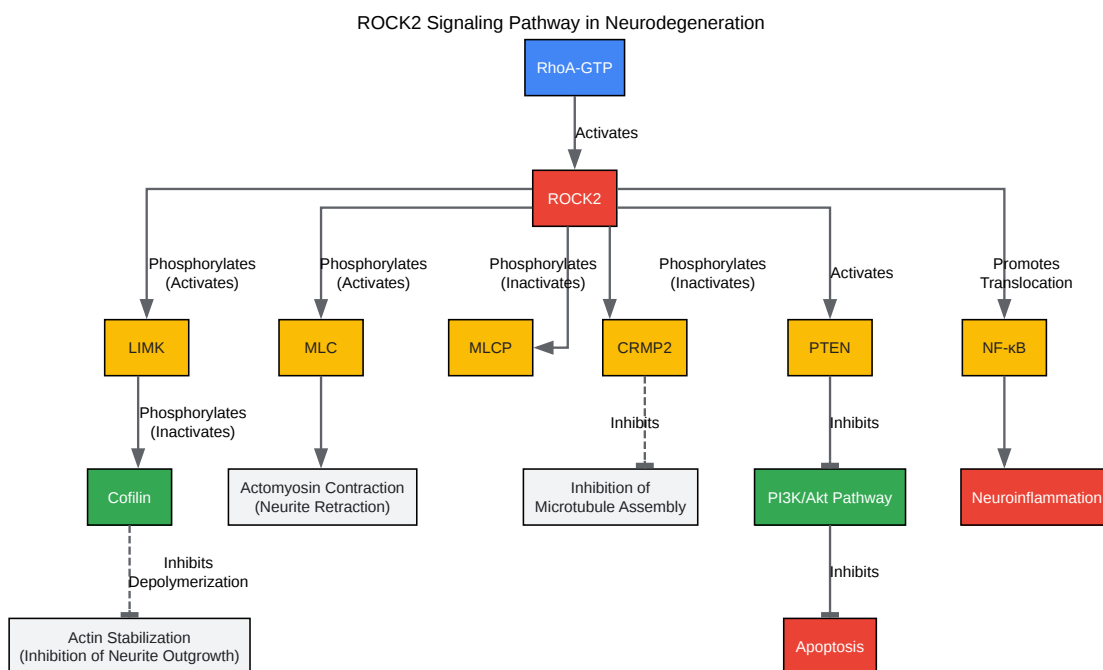 ROCK2 Signaling Pathway in Neurodegeneration
RhoA-GTP
Activates
ROCK2
Phosphorylates
(Activates)
Phosphorylates
(Activates)
Phosphorylates
(Inactivates)
Phosphorylates
(Inactivates)
Activates
Promotes
Translocation
LIMK
MLC
MLCP
CRMP2
PTEN
NF-κB
Phosphorylates
(Inactivates)
Inhibits
Inhibits
Cofilin
Actomyosin Contraction
(Neurite Retraction)
Inhibition of
Microtubule Assembly
PI3K/Akt Pathway
Neuroinflammation
Inhibits
Depolymerization
Inhibits
Actin Stabilization
(Inhibition of Neurite Outgrowth)
Apoptosis